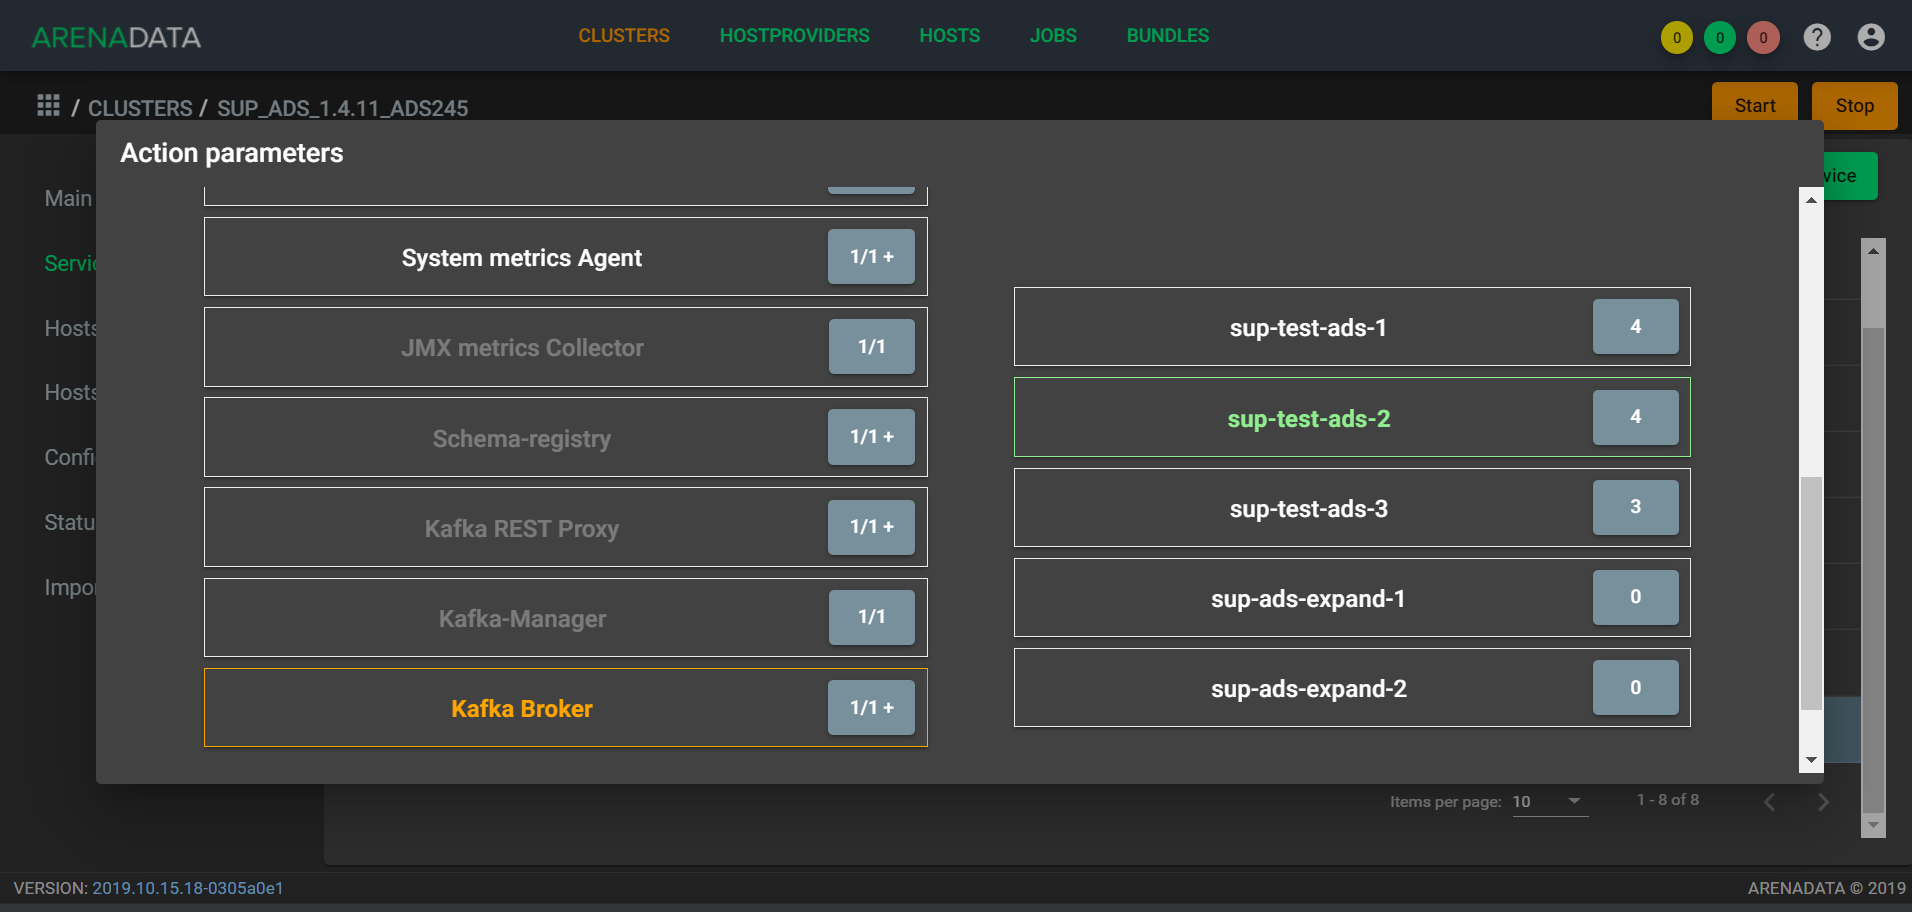 ARENADATA
CLUSTERS HOSTPROVIDERS HOSTS JOBS BUNDLES
0 0 0 ?
/ CLUSTERS / SUP_ADS_1.4.11_ADS245
Start Stop
Action parameters
vice
Main
Servic
Hosts
Hosts
Confi
Statu
Impor
System metrics Agent 1/1 +
JMX metrics Collector 1/1
Schema-registry 1/1 +
Kafka REST Proxy 1/1 +
Kafka-Manager 1/1
Kafka Broker 1/1 +
sup-test-ads-1 4
sup-test-ads-2 4
sup-test-ads-3 3
sup-ads-expand-1 0
sup-ads-expand-2 0
Items per page: 10 1 - 8 of 8
VERSION: 2019.10.15.18-0305a0e1
ARENADATA © 2019